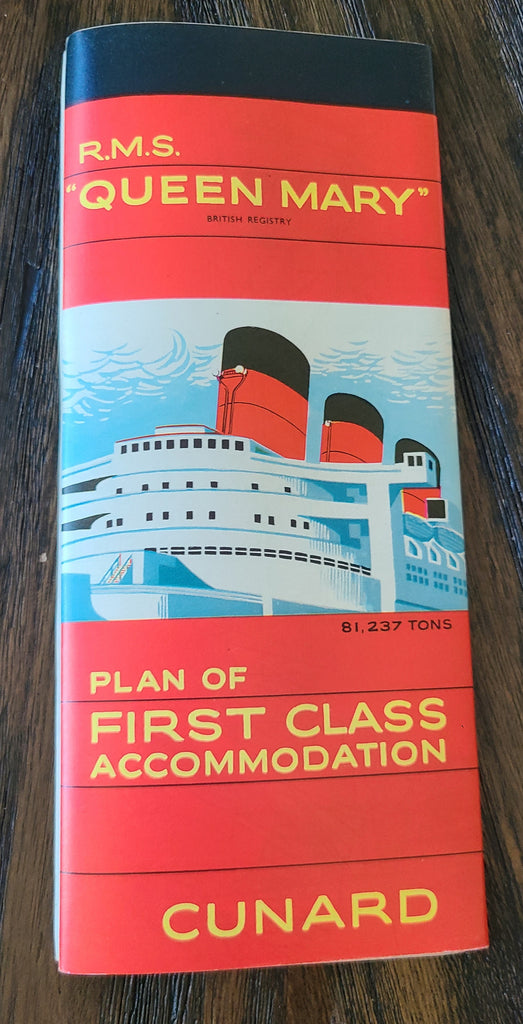 R.M.S.
"QUEEN MARY"
BRITISH REGISTRY
81,237 TONS
PLAN OF
FIRST CLASS
ACCOMMODATION
CUNARD